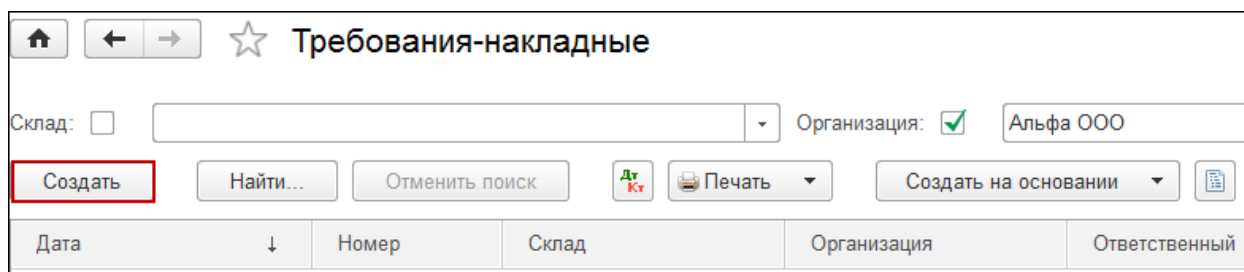 Требования-накладные
Склад: Организация: Альфа ООО
Создать Найти... Отменить поиск Дт Кт Печать Создать на основании
Дата ↓ Номер Склад Организация Ответственный